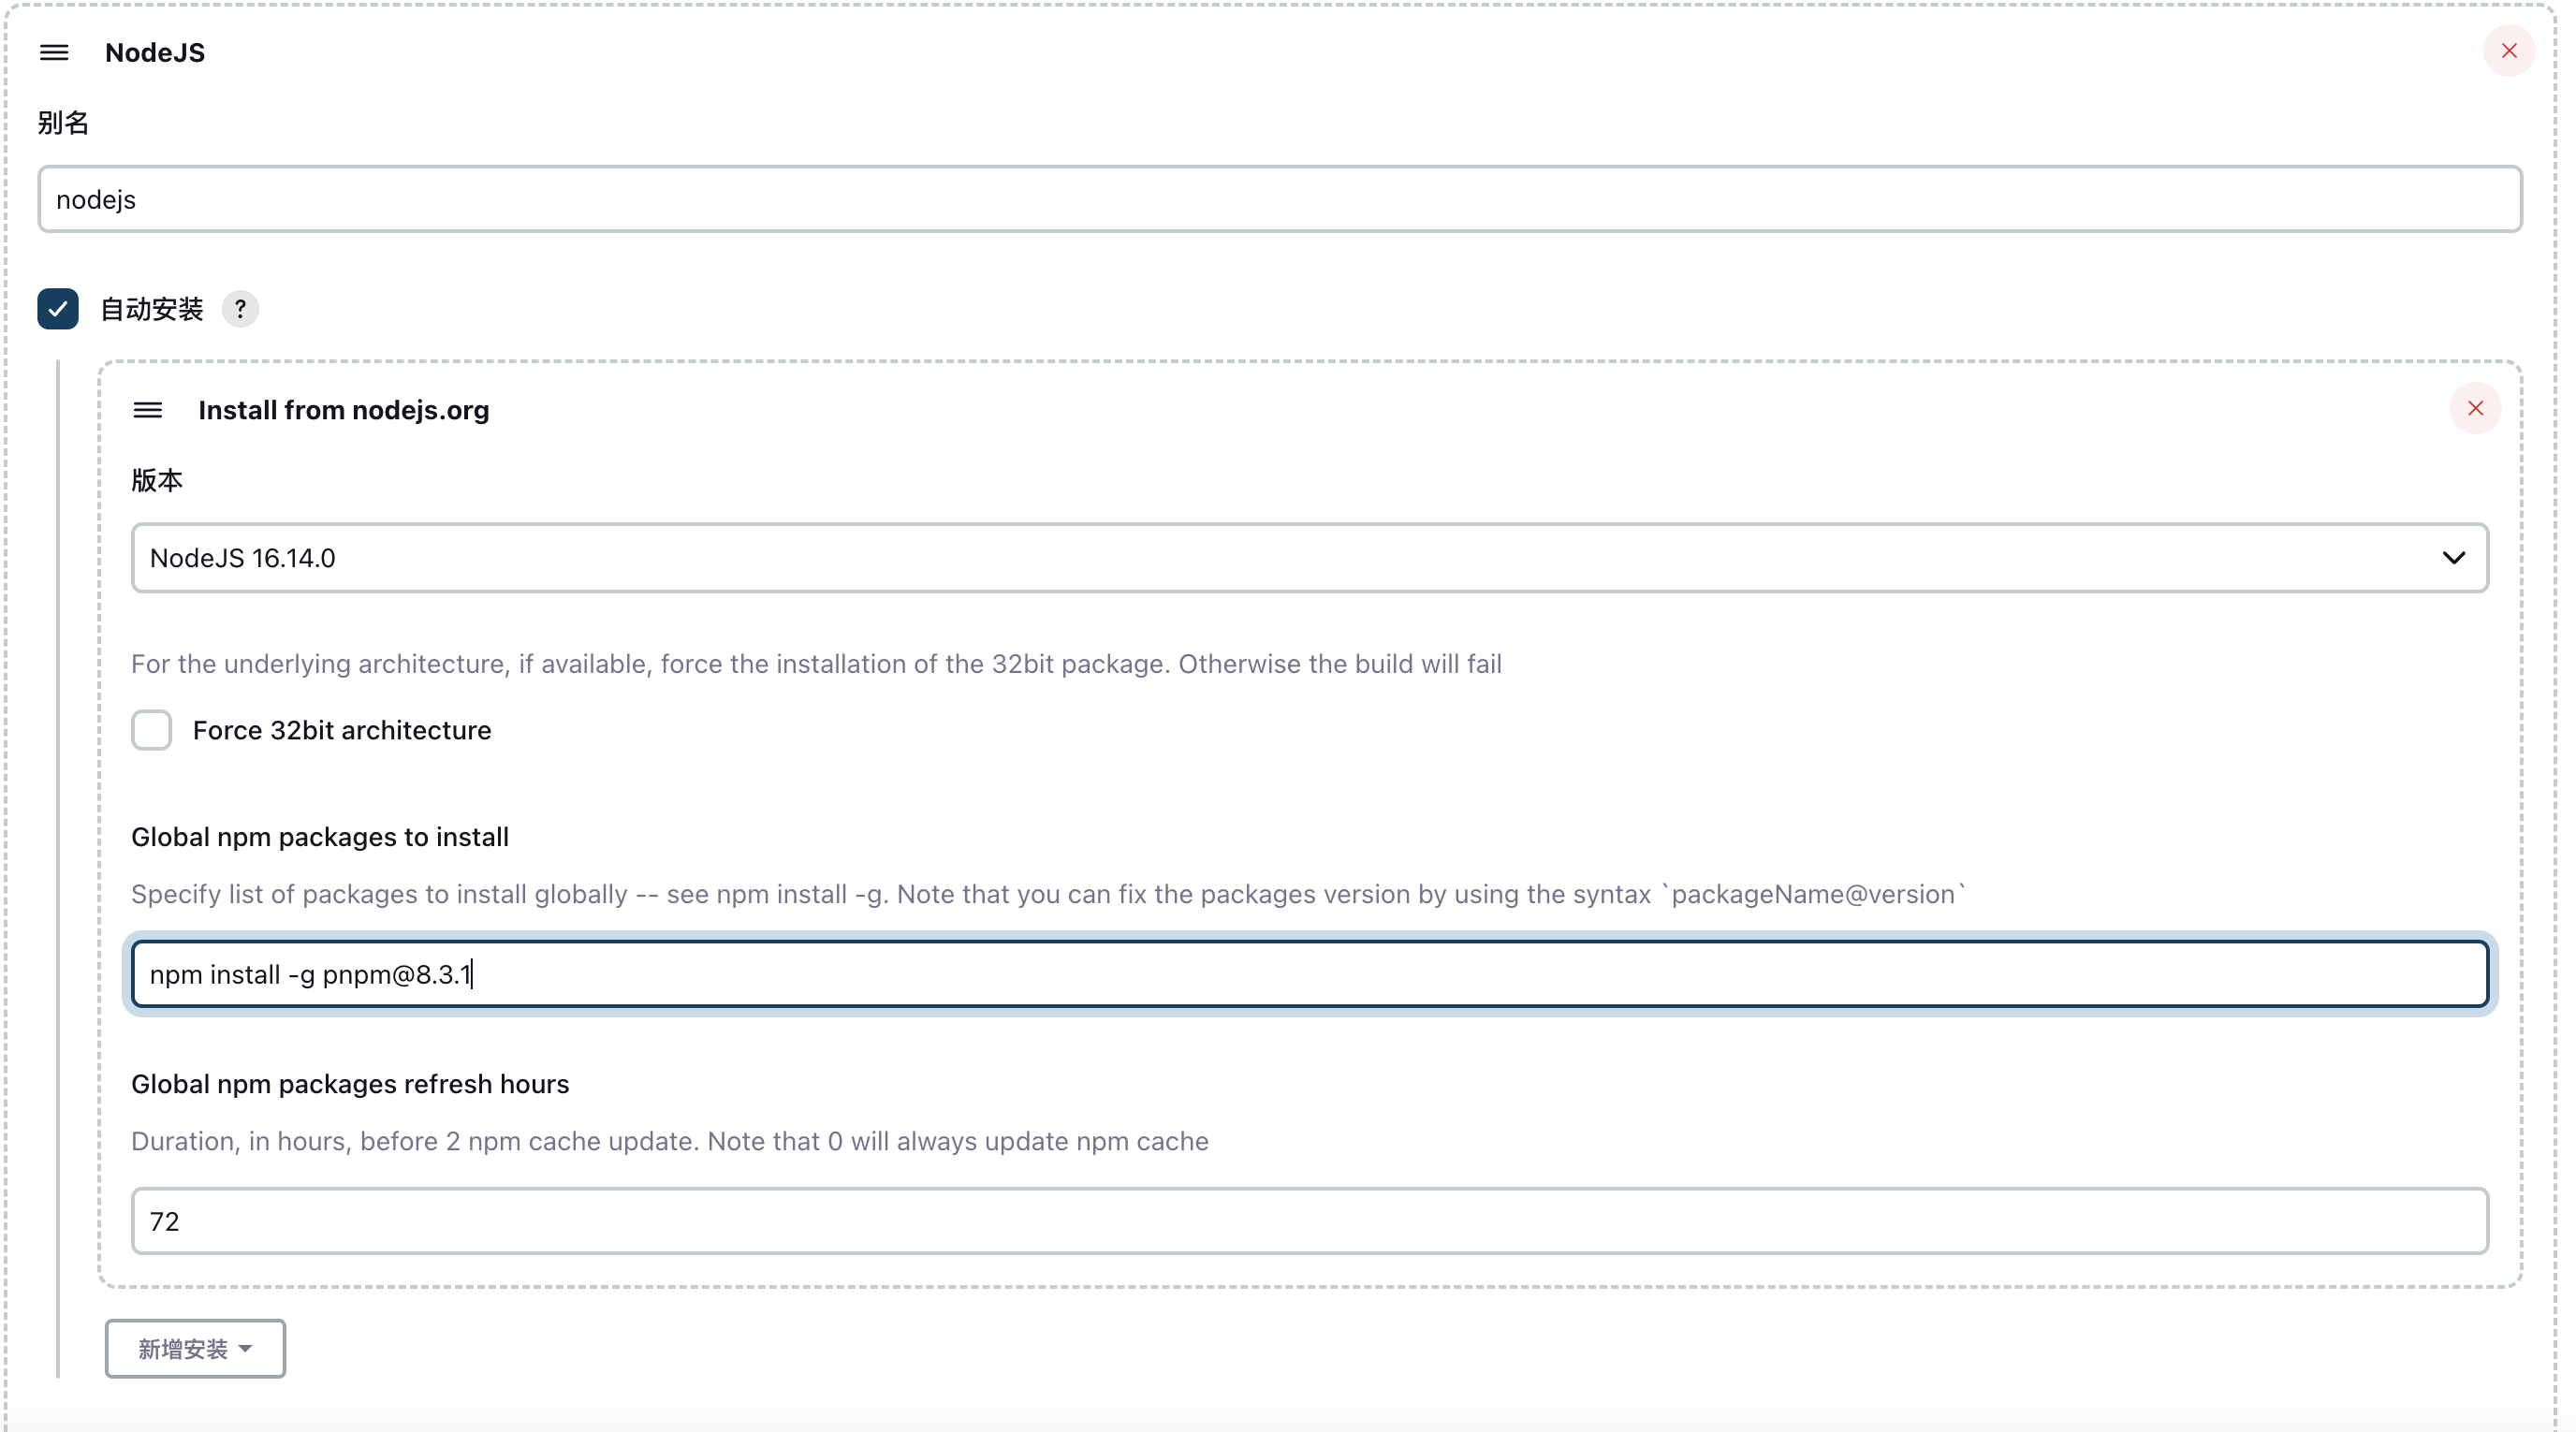 NodeJS
别名
nodejs
自动安装 ?
Install from nodejs.org
版本
NodeJS 16.14.0
For the underlying architecture, if available, force the installation of the 32bit package. Otherwise the build will fail
Force 32bit architecture
Global npm packages to install
Specify list of packages to install globally -- see npm install -g. Note that you can fix the packages version by using the syntax `packageName@version`
npm install -g pnpm@8.3.1
Global npm packages refresh hours
Duration, in hours, before 2 npm cache update. Note that 0 will always update npm cache
72
新增安装